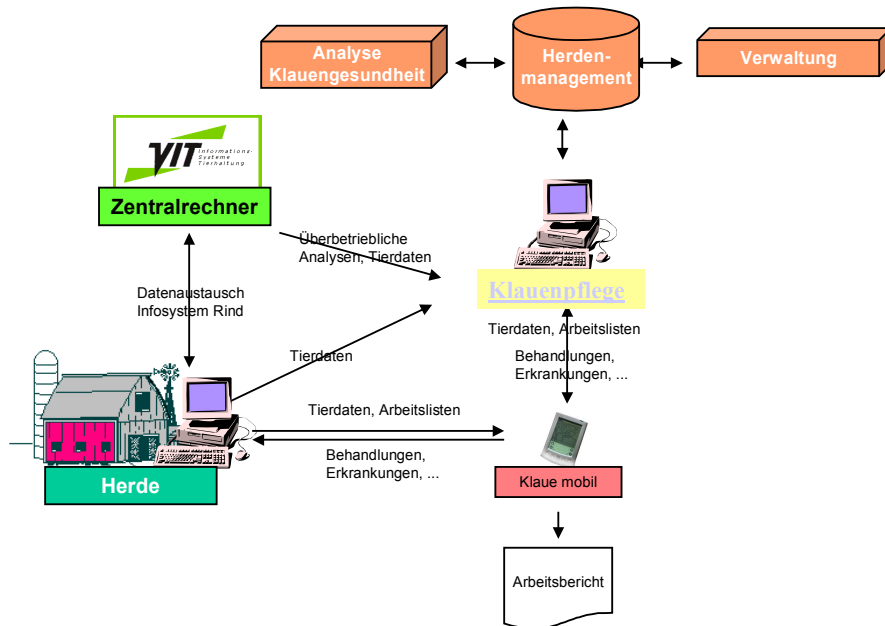 Analyse
Klauengesundheit
Herden-
management
Verwaltung
VIT
Informations-
Systeme
Tierhaltung
Zentralrechner
Überbetriebliche
Analysen, Tierdaten
Klauenpflege
Datenaustausch
Infosystem Rind
Tierdaten, Arbeitslisten
Behandlungen,
Erkrankungen, ...
Tierdaten
Tierdaten, Arbeitslisten
Behandlungen,
Erkrankungen, ...
Herde
Klaue mobil
Arbeitsbericht